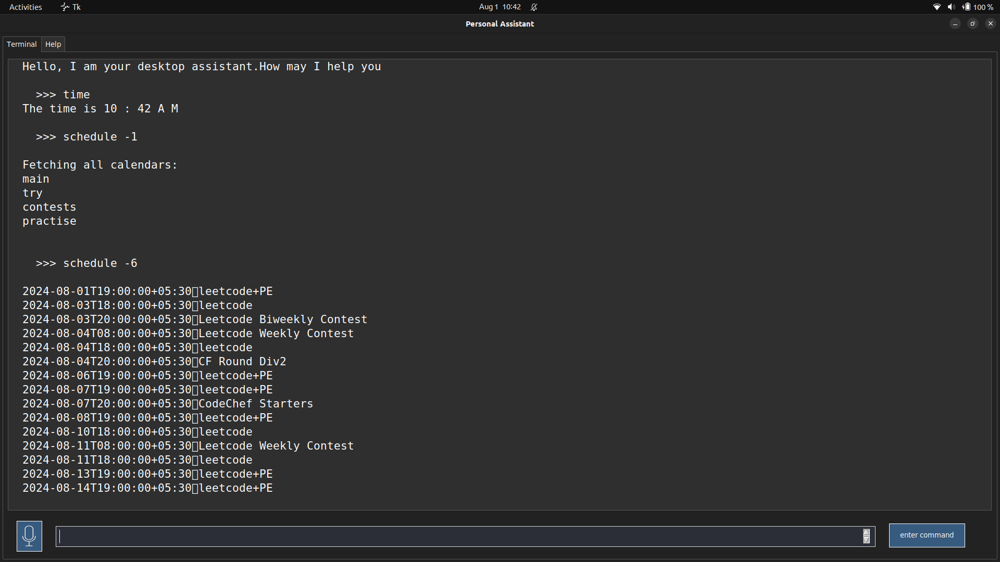 Activities
Tk
Aug 1 10:42
100 %
Personal Assistant
Terminal
Help
Hello, I am your desktop assistant.How may I help you
>>> time
The time is 10 : 42 A M
>>> schedule -1
Fetching all calendars:
main
try
contests
practise
>>> schedule -6
2024-08-01T19:00:00+05:30▯leetcode+PE
2024-08-03T18:00:00+05:30▯leetcode
2024-08-03T20:00:00+05:30▯Leetcode Biweekly Contest
2024-08-04T08:00:00+05:30▯Leetcode Weekly Contest
2024-08-04T18:00:00+05:30▯leetcode
2024-08-04T20:00:00+05:30▯CF Round Div2
2024-08-06T19:00:00+05:30▯leetcode+PE
2024-08-07T19:00:00+05:30▯leetcode+PE
2024-08-07T20:00:00+05:30▯CodeChef Starters
2024-08-08T19:00:00+05:30▯leetcode+PE
2024-08-10T18:00:00+05:30▯leetcode
2024-08-11T08:00:00+05:30▯Leetcode Weekly Contest
2024-08-11T18:00:00+05:30▯leetcode
2024-08-13T19:00:00+05:30▯leetcode+PE
2024-08-14T19:00:00+05:30▯leetcode+PE
enter command